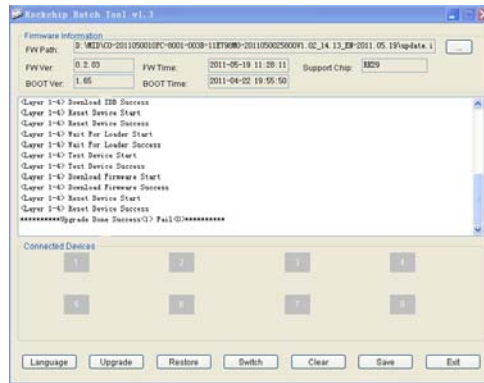 Rockchip Batch Tool v1.3
Firmware Information
FW Path:
...
FW Ver: 0.2.03 FW Time: 2011-05-19 11:28:11 Support Chip: RK29
BOOT Ver: 1.65 BOOT Time: 2011-04-22 19:55:50
<Layer 1-4> Download IDB Success
<Layer 1-4> Reset Device Start
<Layer 1-4> Reset Device Success
<Layer 1-4> Wait For Loader Start
<Layer 1-4> Wait For Loader Success
<Layer 1-4> Test Device Start
<Layer 1-4> Test Device Success
<Layer 1-4> Download Firmware Start
<Layer 1-4> Download Firmware Success
<Layer 1-4> Reset Device Start
<Layer 1-4> Reset Device Success
**********Upgrade Done Success<1> Fail<0>**********
Connected Devices
1 2 3 4
5 6 7 8
Language Upgrade Restore Switch Clear Save Exit